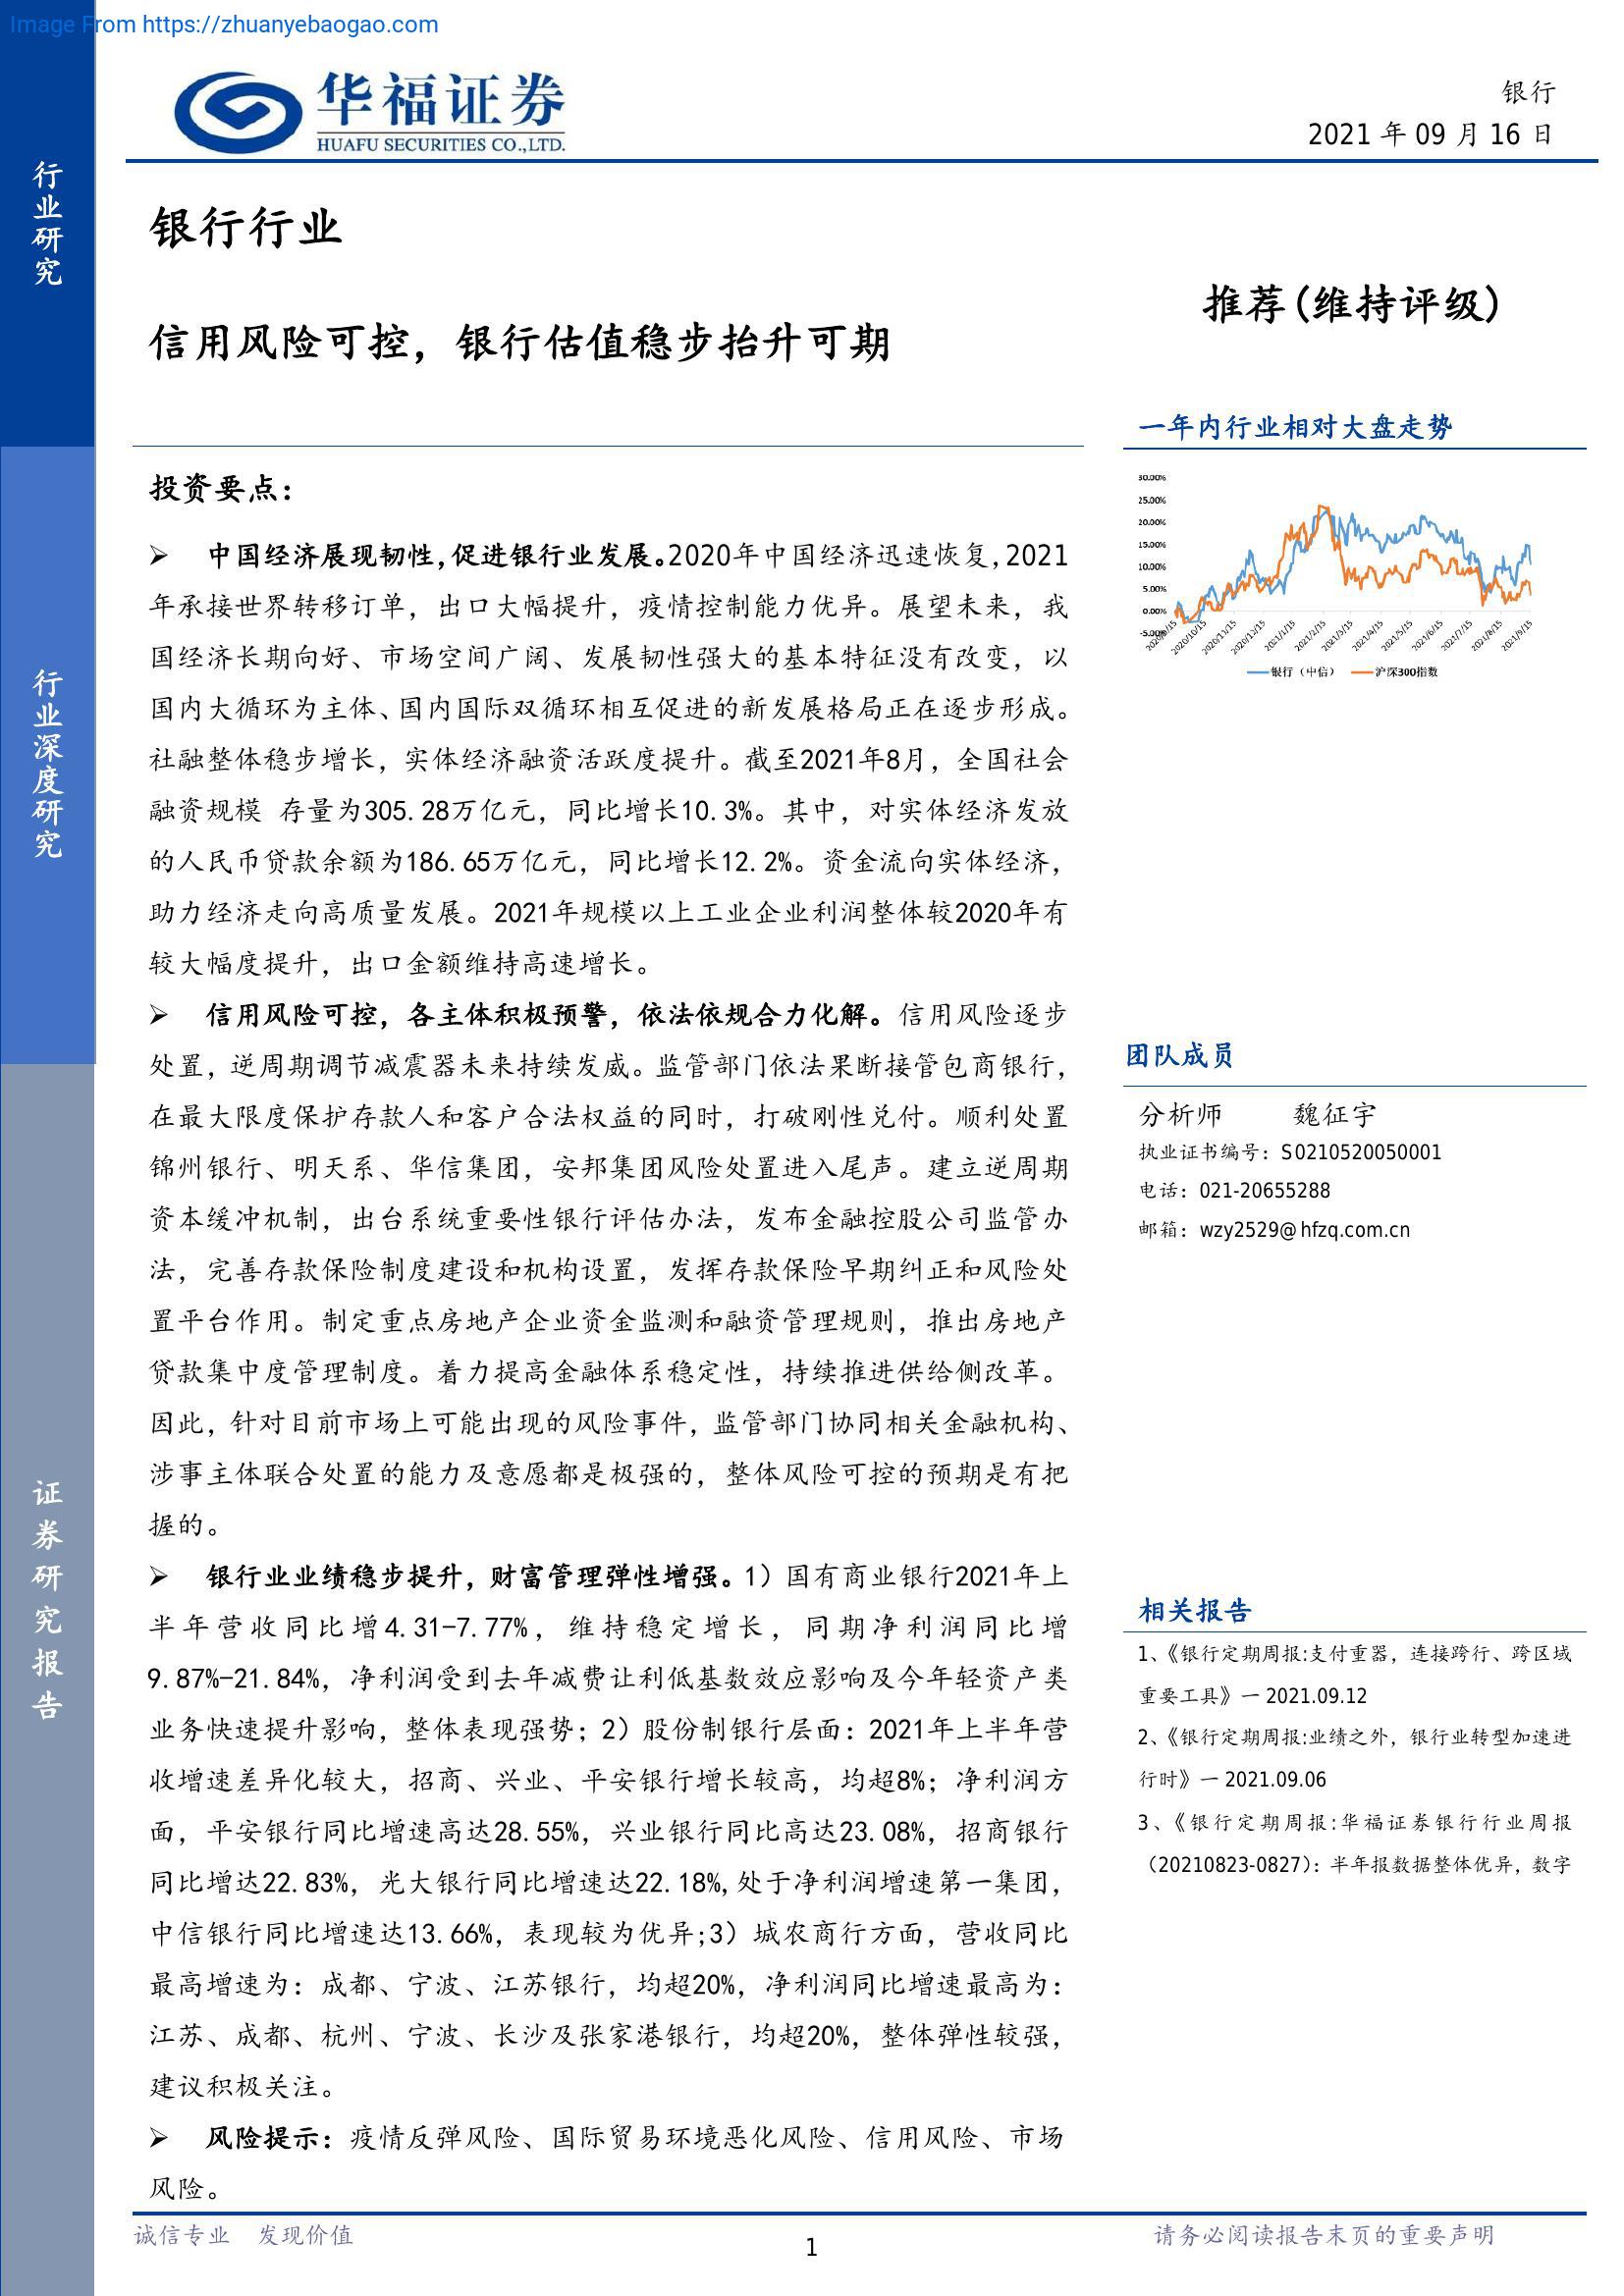 Image From https://zhuanyebaogao.com
华福证券
HUAFU SECURITIES CO.,LTD.
银行
2021 年 09 月 16 日
行业研究
行业深度研究
证券研究报告
银行行业
信用风险可控，银行估值稳步抬升可期
推荐(维持评级)
投资要点：
➢ 中国经济展现韧性,促进银行业发展。2020年中国经济迅速恢复,2021
年承接世界转移订单，出口大幅提升，疫情控制能力优异。展望未来，我
国经济长期向好、市场空间广阔、发展韧性强大的基本特征没有改变，以
国内大循环为主体、国内国际双循环相互促进的新发展格局正在逐步形成。
社融整体稳步增长，实体经济融资活跃度提升。截至2021年8月，全国社会
融资规模 存量为305.28万亿元，同比增长10.3%。其中，对实体经济发放
的人民币贷款余额为186.65万亿元，同比增长12.2%。资金流向实体经济，
助力经济走向高质量发展。2021年规模以上工业企业利润整体较2020年有
较大幅度提升，出口金额维持高速增长。
➢ 信用风险可控，各主体积极预警，依法依规合力化解。信用风险逐步
处置，逆周期调节减震器未来持续发威。监管部门依法果断接管包商银行，
在最大限度保护存款人和客户合法权益的同时，打破刚性兑付。顺利处置
锦州银行、明天系、华信集团，安邦集团风险处置进入尾声。建立逆周期
资本缓冲机制，出台系统重要性银行评估办法，发布金融控股公司监管办
法，完善存款保险制度建设和机构设置，发挥存款保险早期纠正和风险处
置平台作用。制定重点房地产企业资金监测和融资管理规则，推出房地产
贷款集中度管理制度。着力提高金融体系稳定性，持续推进供给侧改革。
因此，针对目前市场上可能出现的风险事件，监管部门协同相关金融机构、
涉事主体联合处置的能力及意愿都是极强的，整体风险可控的预期是有把
握的。
➢ 银行业业绩稳步提升，财富管理弹性增强。1）国有商业银行2021年上
半年营收同比增4.31-7.77%，维持稳定增长，同期净利润同比增
9.87%-21.84%，净利润受到去年减费让利低基数效应影响及今年轻资产类
业务快速提升影响，整体表现强势；2）股份制银行层面：2021年上半年营
收增速差异化较大，招商、兴业、平安银行增长较高，均超8%；净利润方
面，平安银行同比增速高达28.55%，兴业银行同比高达23.08%，招商银行
同比增达22.83%，光大银行同比增速达22.18%,处于净利润增速第一集团，
中信银行同比增速达13.66%，表现较为优异;3）城农商行方面，营收同比
最高增速为：成都、宁波、江苏银行，均超20%，净利润同比增速最高为：
江苏、成都、杭州、宁波、长沙及张家港银行，均超20%，整体弹性较强，
建议积极关注。
➢ 风险提示：疫情反弹风险、国际贸易环境恶化风险、信用风险、市场
风险。
一年内行业相对大盘走势
30.00%
25.00%
20.00%
15.00%
10.00%
5.00%
0.00%
-5.00%
2020/9/15
2020/10/15
2020/11/15
2020/12/15
2021/1/15
2021/2/15
2021/3/15
2021/4/15
2021/5/15
2021/6/15
2021/7/15
2021/8/15
2021/9/15
银行（中信） 沪深300指数
团队成员
分析师 魏征宇
执业证书编号：S0210520050001
电话：021-20655288
邮箱：wzy2529@hfzq.com.cn
相关报告
1、《银行定期周报:支付重器，连接跨行、跨区域
重要工具》一 2021.09.12
2、《银行定期周报:业绩之外，银行业转型加速进
行时》一 2021.09.06
3、《银行定期周报:华福证券银行行业周报
（20210823-0827）：半年报数据整体优异，数字
诚信专业 发现价值
1
请务必阅读报告末页的重要声明